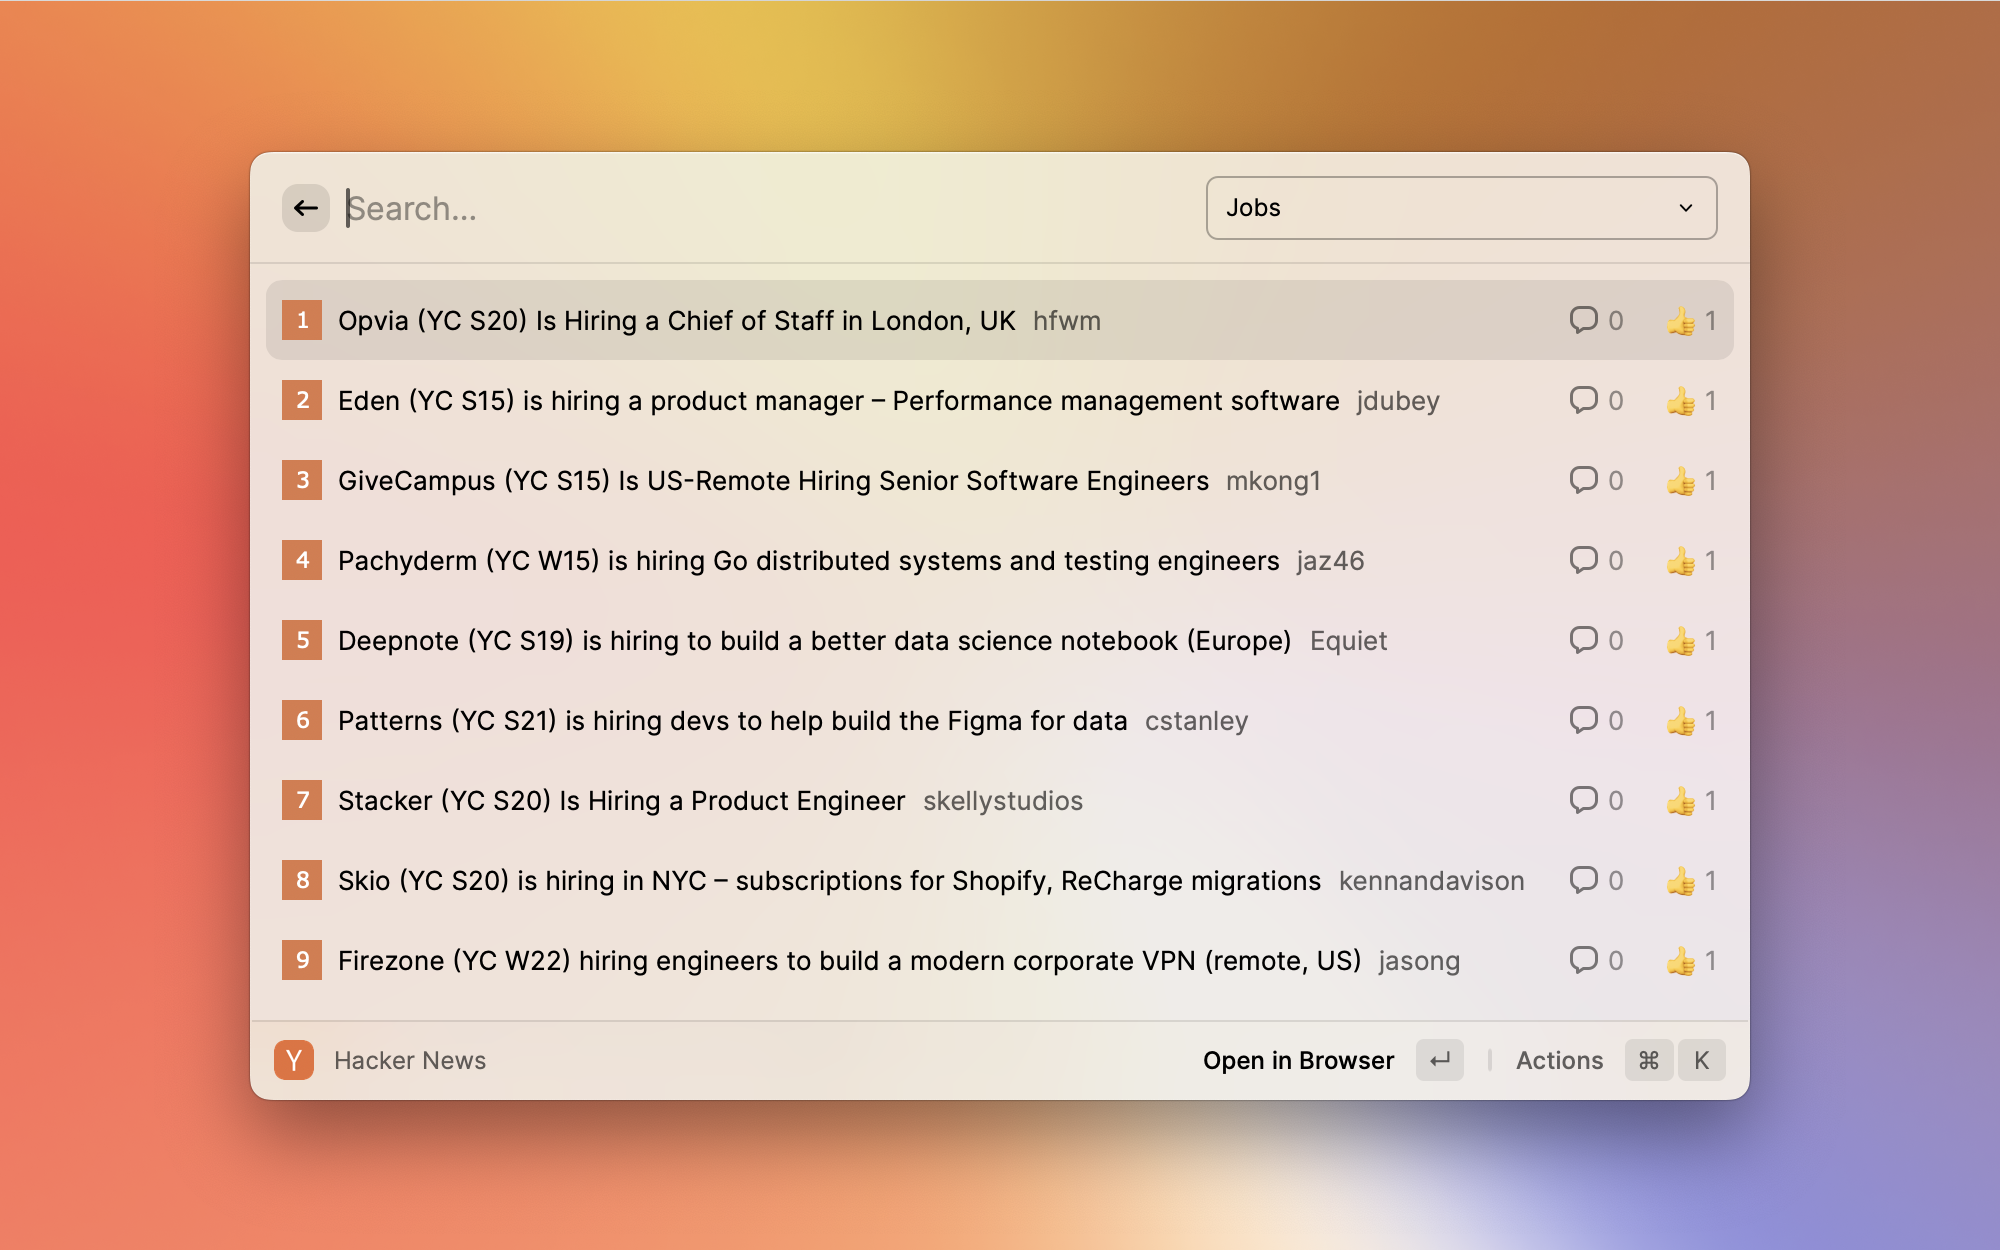 Search...
Jobs
1 Opvia (YC S20) Is Hiring a Chief of Staff in London, UK hfwm 0 1
2 Eden (YC S15) is hiring a product manager – Performance management software jdubey 0 1
3 GiveCampus (YC S15) Is US-Remote Hiring Senior Software Engineers mkong1 0 1
4 Pachyderm (YC W15) is hiring Go distributed systems and testing engineers jaz46 0 1
5 Deepnote (YC S19) is hiring to build a better data science notebook (Europe) Equiet 0 1
6 Patterns (YC S21) is hiring devs to help build the Figma for data cstanley 0 1
7 Stacker (YC S20) Is Hiring a Product Engineer skellystudios 0 1
8 Skio (YC S20) is hiring in NYC – subscriptions for Shopify, ReCharge migrations kennandavison 0 1
9 Firezone (YC W22) hiring engineers to build a modern corporate VPN (remote, US) jasong 0 1
Y Hacker News
Open in Browser ↵ Actions ⌘ K